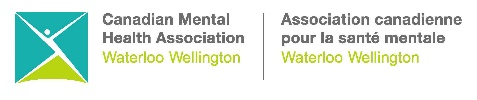 Canadian Mental
Health Association
Waterloo Wellington
Association canadienne
pour la santé mentale
Waterloo Wellington